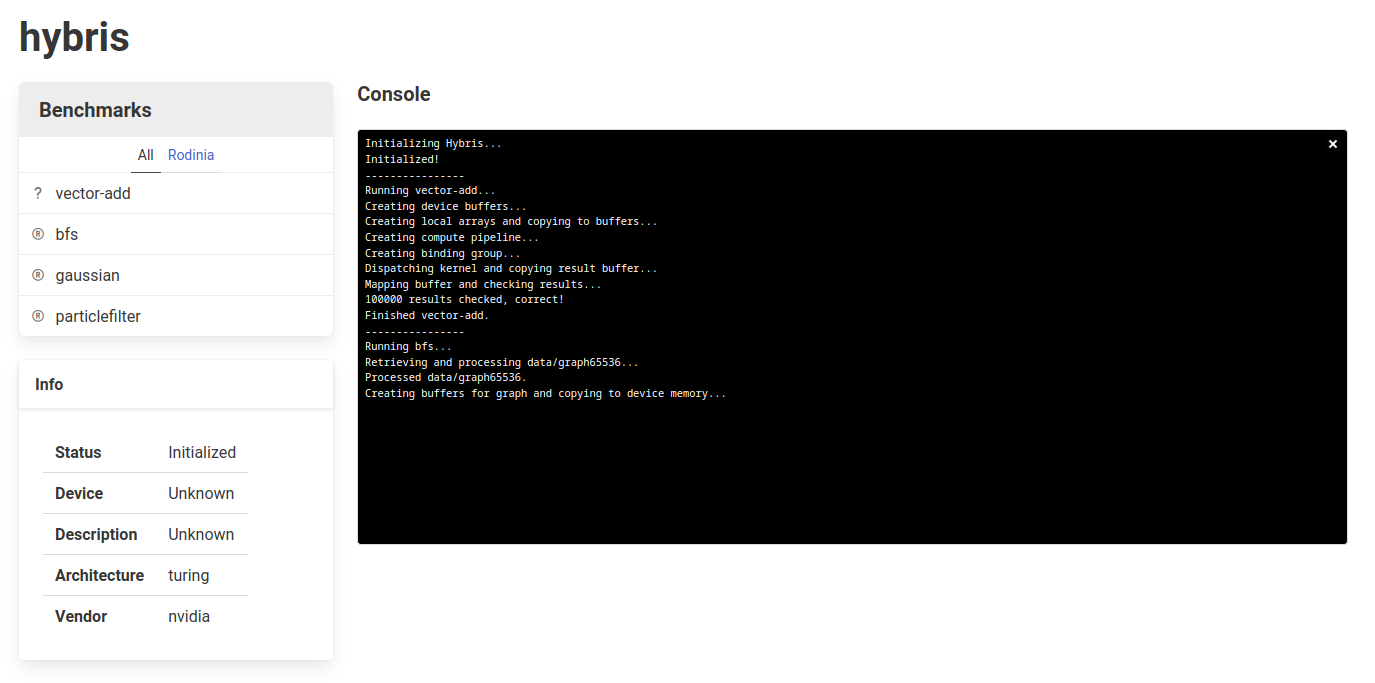 hybris
Benchmarks
All Rodinia
? vector-add
® bfs
® gaussian
® particlefilter
Info
Status Initialized
Device Unknown
Description Unknown
Architecture turing
Vendor nvidia
Console
Initializing Hybris...
Initialized!
----------------
Running vector-add...
Creating device buffers...
Creating local arrays and copying to buffers...
Creating compute pipeline...
Creating binding group...
Dispatching kernel and copying result buffer...
Mapping buffer and checking results...
100000 results checked, correct!
Finished vector-add.
----------------
Running bfs...
Retrieving and processing data/graph65536...
Processed data/graph65536.
Creating buffers for graph and copying to device memory...